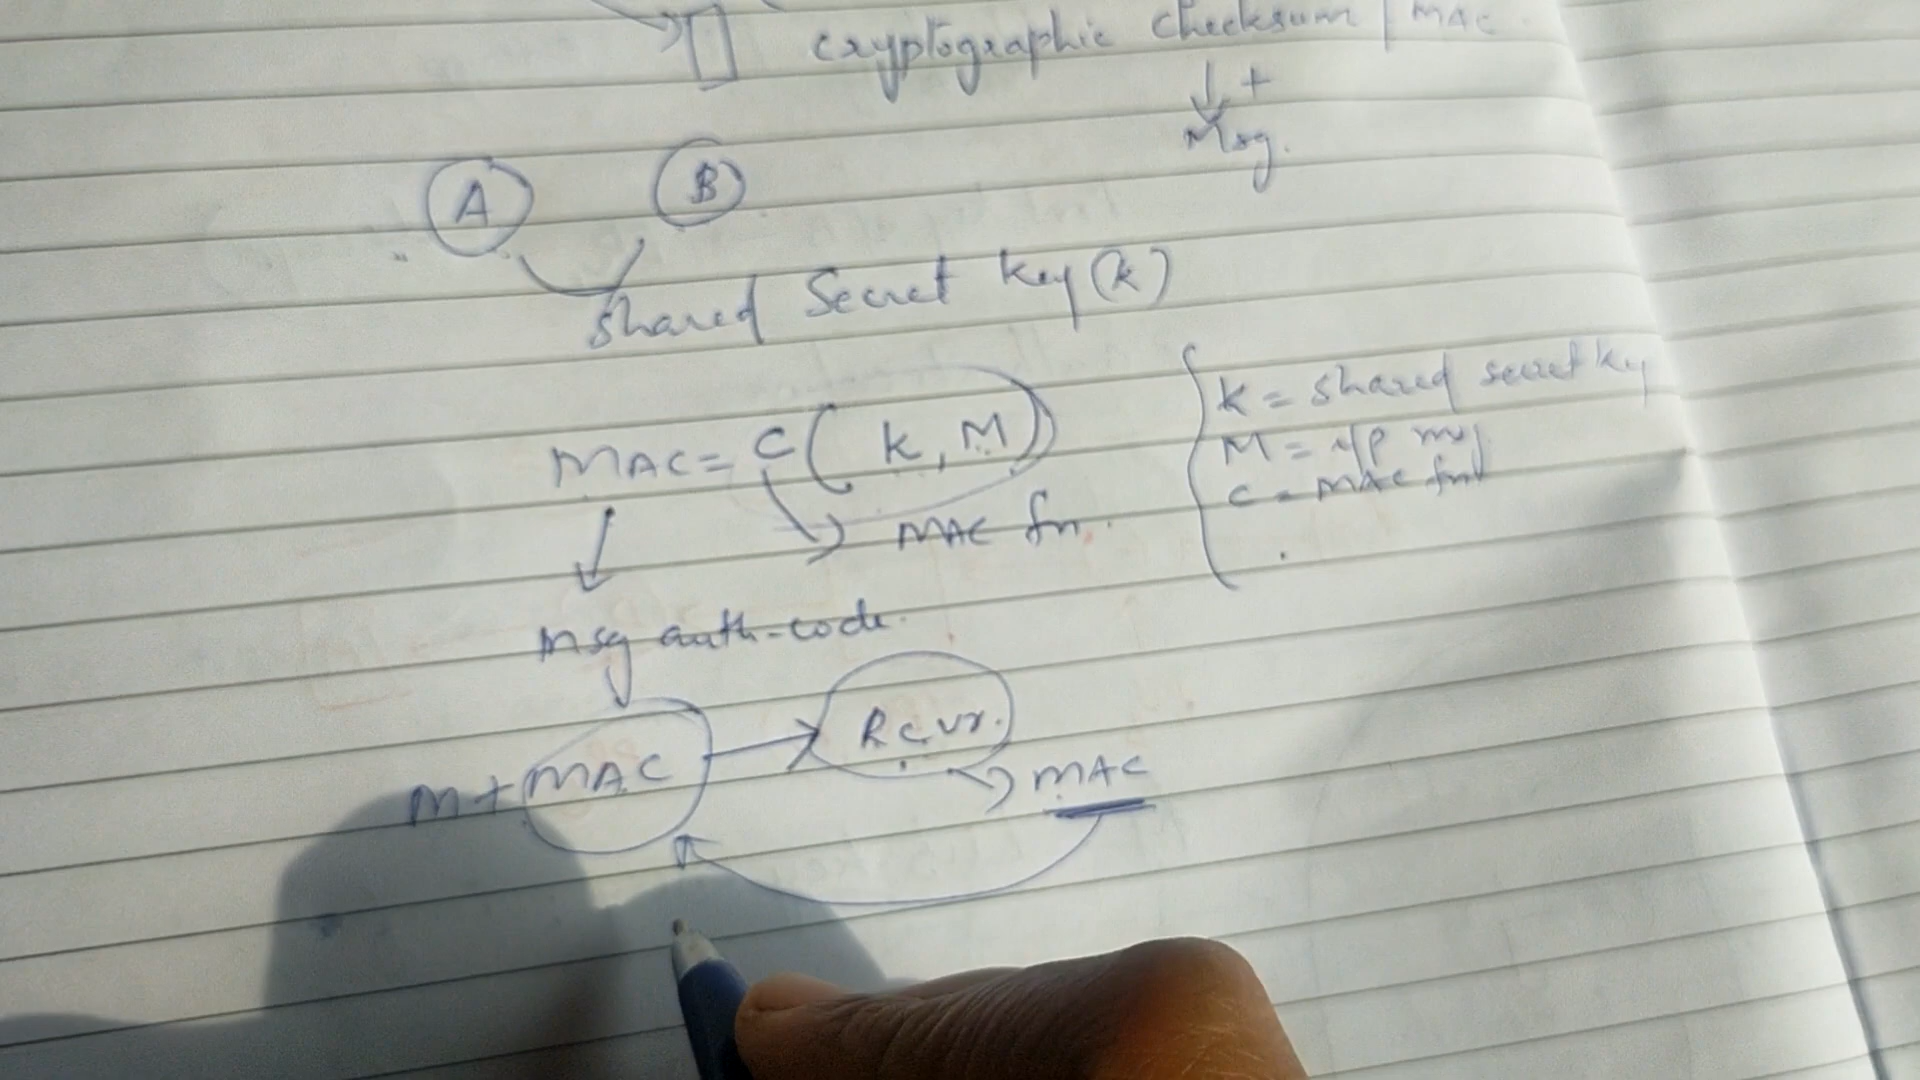 cryptographic checksum / MAC
↓ +
Msg.
A B
Shared Secret key (k)
MAC = C ( k , M )
→ MAC fn.
k = shared secret key
M = i/p msg
C = MAC fn
Msg auth-code.
M + MAC → Rcvr.
→ MAC